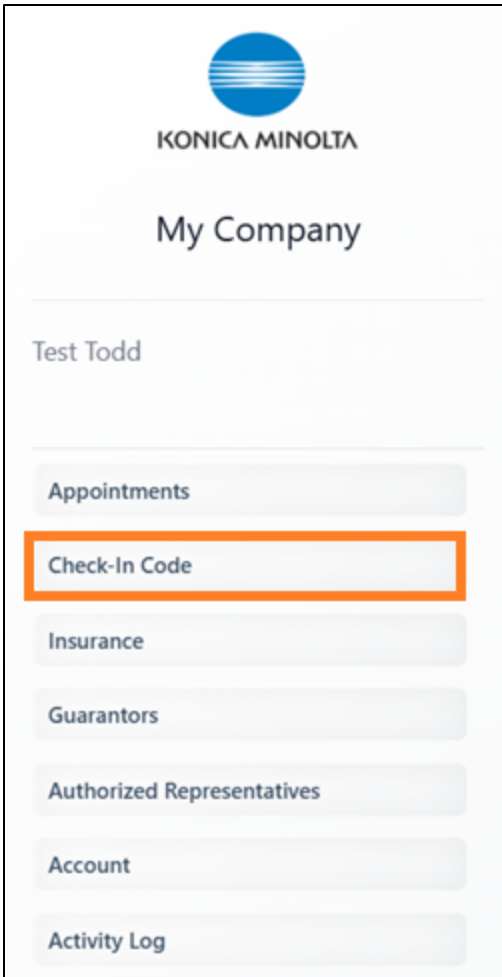 KONICA MINOLTA
My Company
Test Todd
Appointments
Check-In Code
Insurance
Guarantors
Authorized Representatives
Account
Activity Log